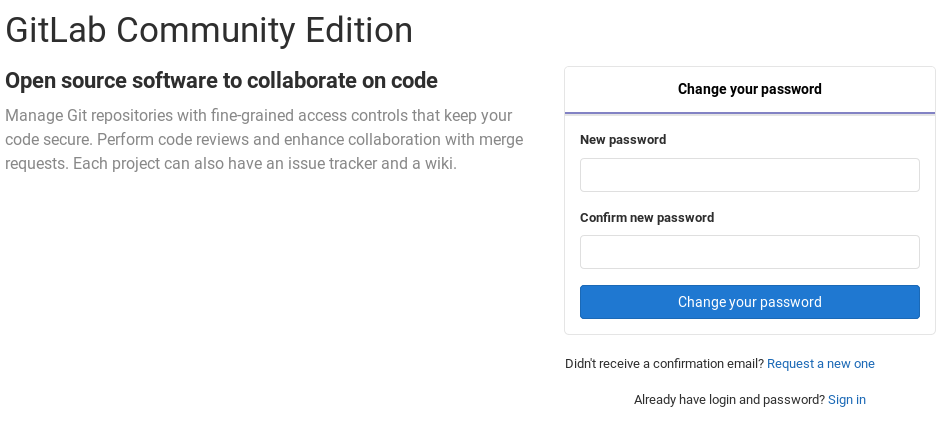 GitLab Community Edition
Open source software to collaborate on code
Manage Git repositories with fine-grained access controls that keep your
code secure. Perform code reviews and enhance collaboration with merge
requests. Each project can also have an issue tracker and a wiki.
Change your password
New password
Confirm new password
Change your password
Didn't receive a confirmation email? Request a new one
Already have login and password? Sign in